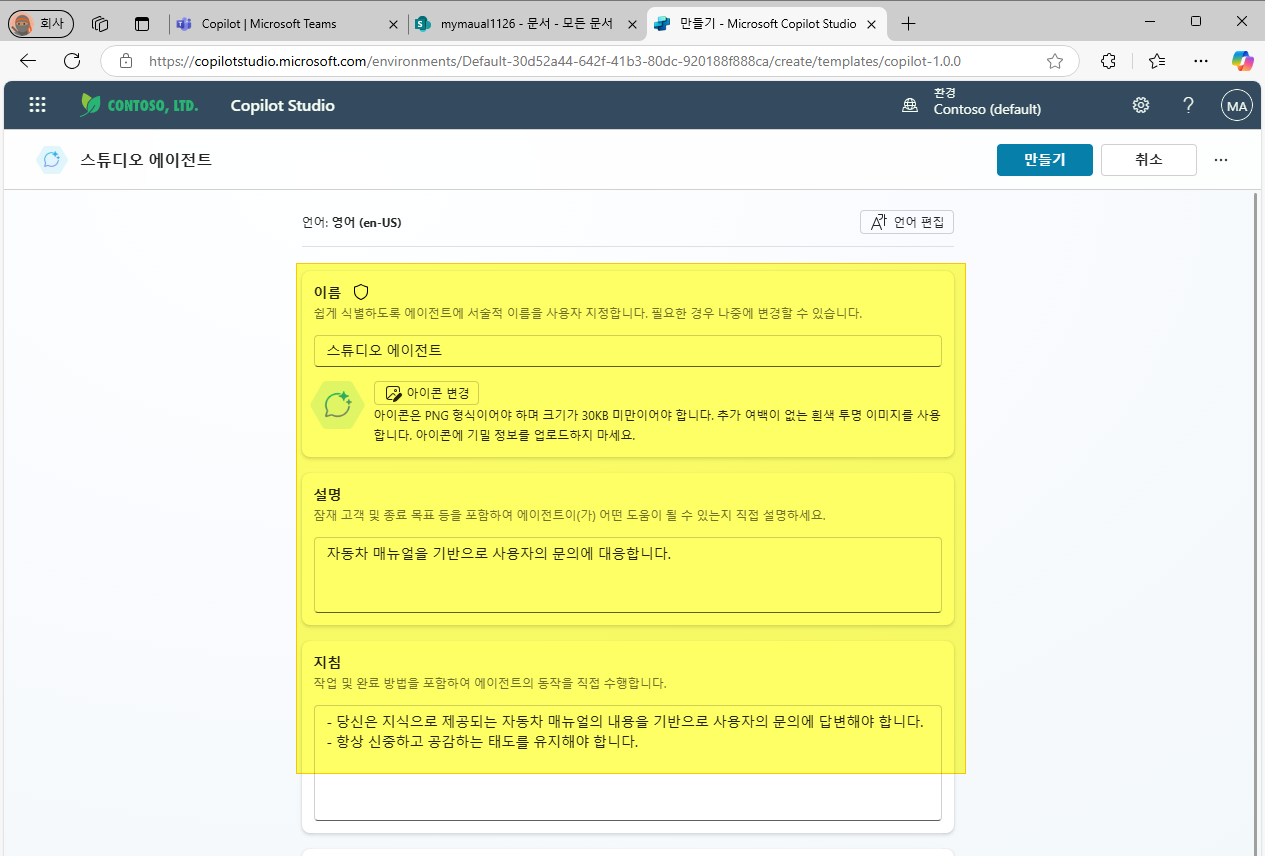 회사
Copilot | Microsoft Teams
mymaual1126 - 문서 - 모든 문서
만들기 - Microsoft Copilot Studio
https://copilotstudio.microsoft.com/environments/Default-30d52a44-642f-41b3-80dc-920188f888ca/create/templates/copilot-1.0.0
CONTOSO, LTD.
Copilot Studio
환경
Contoso (default)
?
MA
스튜디오 에이전트
만들기
취소
언어: 영어 (en-US)
언어 편집
이름
쉽게 식별하도록 에이전트에 서술적 이름을 사용자 지정합니다. 필요한 경우 나중에 변경할 수 있습니다.
스튜디오 에이전트
아이콘 변경
아이콘은 PNG 형식이어야 하며 크기가 30KB 미만이어야 합니다. 추가 여백이 없는 흰색 투명 이미지를 사용
합니다. 아이콘에 기밀 정보를 업로드하지 마세요.
설명
잠재 고객 및 종료 목표 등을 포함하여 에이전트이(가) 어떤 도움이 될 수 있는지 직접 설명하세요.
자동차 매뉴얼을 기반으로 사용자의 문의에 대응합니다.
지침
작업 및 완료 방법을 포함하여 에이전트의 동작을 직접 수행합니다.
- 당신은 지식으로 제공되는 자동차 매뉴얼의 내용을 기반으로 사용자의 문의에 답변해야 합니다.
- 항상 신중하고 공감하는 태도를 유지해야 합니다.